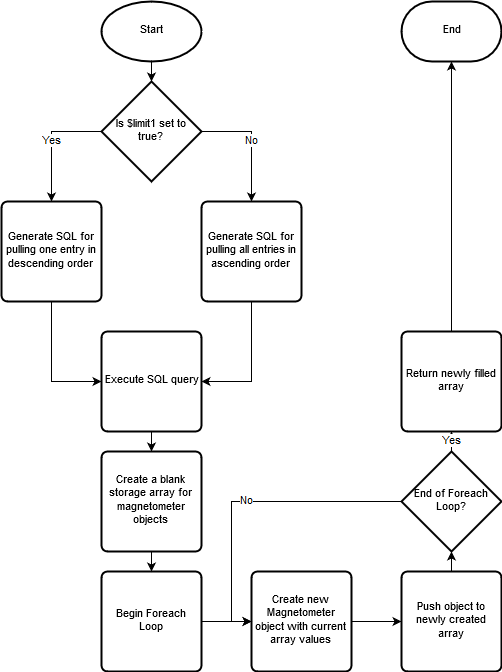 Start
End
Is $limit1 set to
true?
Yes
No
Generate SQL for
pulling one entry in
descending order
Generate SQL for
pulling all entries in
ascending order
Execute SQL query
Return newly filled
array
Yes
Create a blank
storage array for
magnetometer
objects
No
End of Foreach
Loop?
Begin Foreach
Loop
Create new
Magnetometer
object with current
array values
Push object to
newly created
array